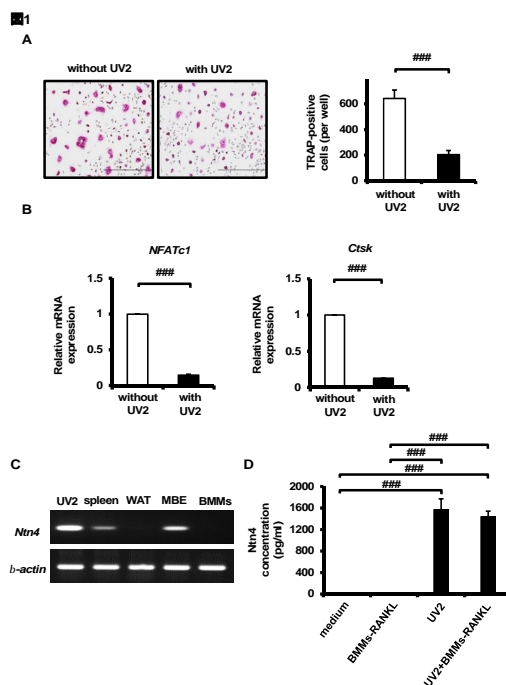 1
A
without UV2
with UV2
###
TRAP-positive
cells (per well)
600
400
200
0
without
UV2
with
UV2
B
NFATc1
Ctsk
###
###
Relative mRNA
expression
1.5
1
0.5
0
without
UV2
with
UV2
Relative mRNA
expression
1.5
1
0.5
0
without
UV2
with
UV2
C
UV2 spleen WAT MBE BMMs
Ntn4
b-actin
D
###
###
###
###
Ntn4
concentration
(pg/ml)
2000
1600
1200
800
400
0
medium
BMMs-RANKL
UV2
UV2+BMMs-RANKL